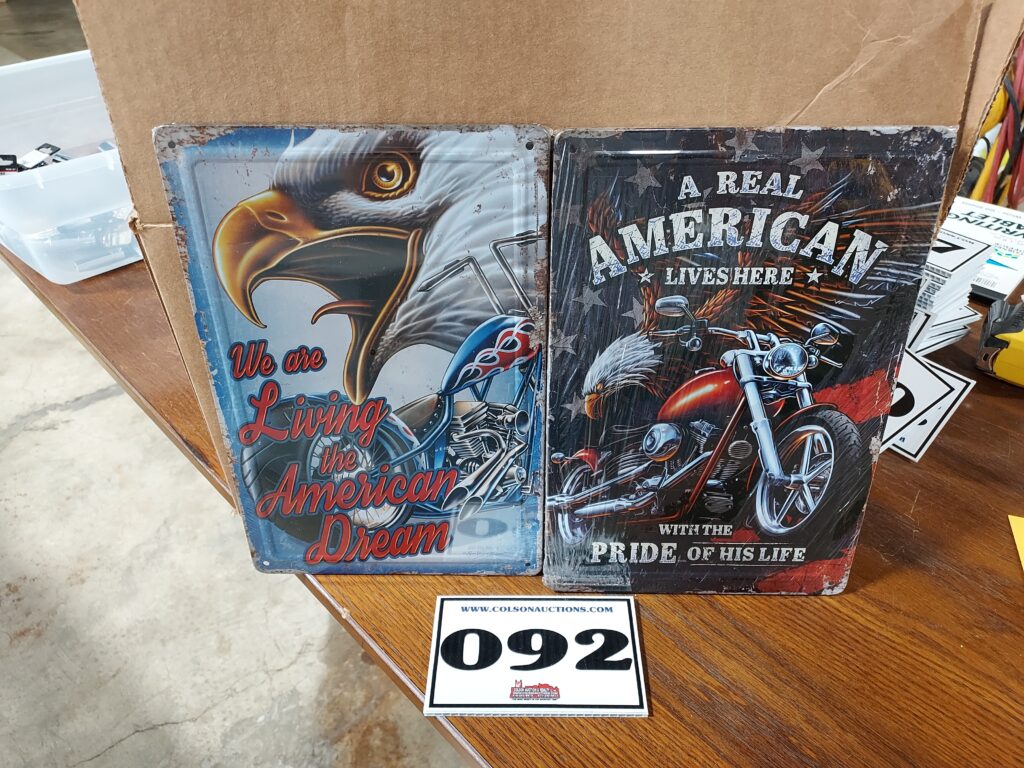 We are
Living
the
American
Dream
A REAL
AMERICAN
LIVES HERE
WITH THE
PRIDE OF HIS LIFE
WWW.COLSONAUCTIONS.COM
092